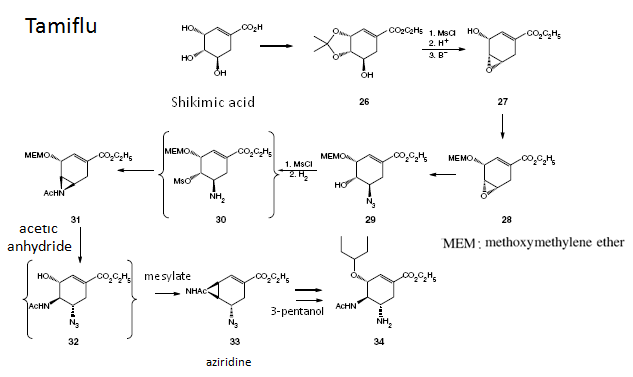 Tamiflu
HO CO₂H
HO
OH
Shikimic acid
O CO₂C₂H₅
O
OH
26
1. MsCl
2. H⁺
3. B⁻
HO CO₂C₂H₅
O
27
MEMO CO₂C₂H₅
AcHN
31
MEMO CO₂C₂H₅
MsO
NH₂
30
1. MsCl
2. H₂
MEMO CO₂C₂H₅
HO
N₃
29
MEMO CO₂C₂H₅
O
28
MEM: methoxymethylene ether
acetic
anhydride
HO CO₂C₂H₅
AcHN
N₃
32
mesylate
CO₂C₂H₅
NHAc
N₃
33
aziridine
3-pentanol
O CO₂C₂H₅
AcHN
NH₂
34